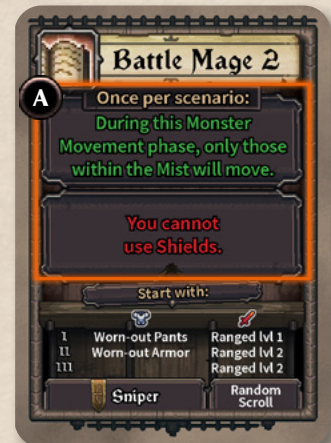 Battle Mage 2
A
Once per scenario:
During this Monster
Movement phase, only those
within the Mist will move.
You cannot
use Shields.
Start with:
I Worn-out Pants Ranged lvl 1
II Worn-out Armor Ranged lvl 2
III Ranged lvl 2
Sniper
Random
Scroll